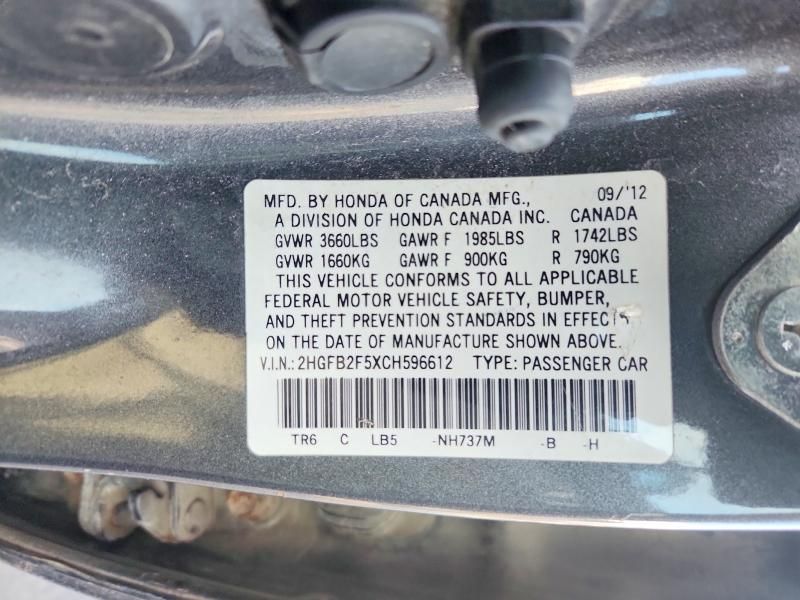 MFD. BY HONDA OF CANADA MFG., 09/'12
A DIVISION OF HONDA CANADA INC. CANADA
GVWR 3660LBS GAWR F 1985LBS R 1742LBS
GVWR 1660KG GAWR F 900KG R 790KG
THIS VEHICLE CONFORMS TO ALL APPLICABLE
FEDERAL MOTOR VEHICLE SAFETY, BUMPER,
AND THEFT PREVENTION STANDARDS IN EFFECT
ON THE DATE OF MANUFACTURE SHOWN ABOVE.
V.I.N.: 2HGFB2F5XCH596612 TYPE: PASSENGER CAR
TR6 C LB5 -NH737M -B -H